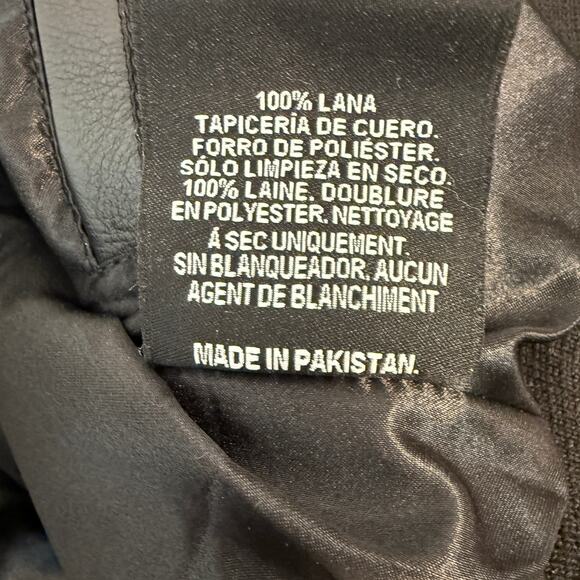 100% LANA
TAPICERÍA DE CUERO.
FORRO DE POLIÉSTER.
SÓLO LIMPIEZA EN SECO.
100% LAINE. DOUBLURE
EN POLYESTER. NETTOYAGE
Á SEC UNIQUEMENT.
SIN BLANQUEADOR. AUCUN
AGENT DE BLANCHIMENT
MADE IN PAKISTAN.